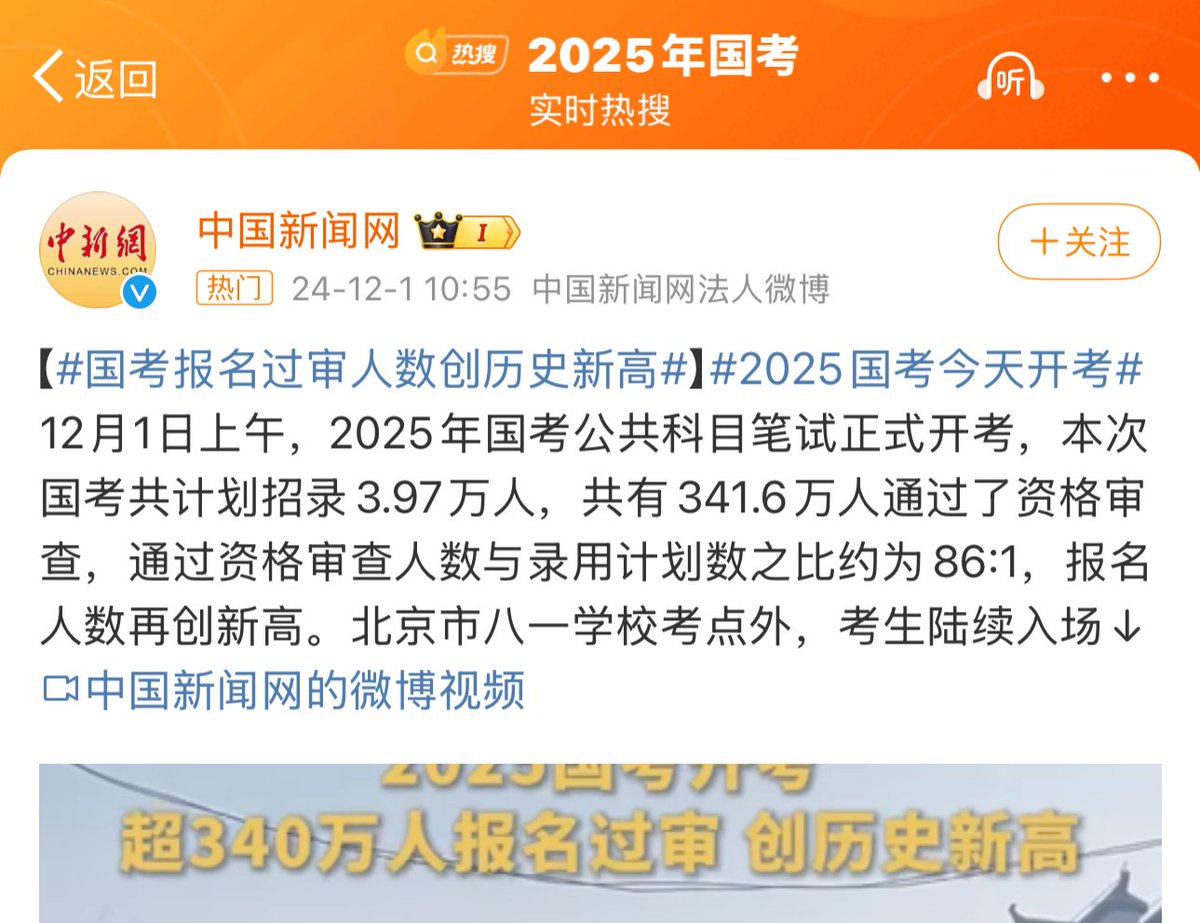 返回
热搜
2025年国考
听
实时热搜
中新網
CHINANEWS.COM
中国新闻网
I
+关注
热门 24-12-1 10:55 中国新闻网法人微博
【#国考报名过审人数创历史新高#】#2025国考今天开考#
12月1日上午，2025年国考公共科目笔试正式开考，本次
国考共计划招录3.97万人，共有341.6万人通过了资格审
查，通过资格审查人数与录用计划数之比约为86:1，报名
人数再创新高。北京市八一学校考点外，考生陆续入场↓
中国新闻网的微博视频
2025国考开考
超340万人报名过审 创历史新高